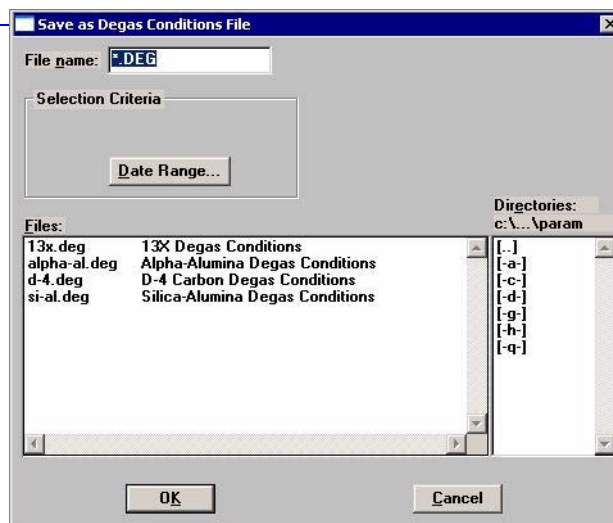 Save as Degas Conditions File
File name: *.DEG
Selection Criteria
Date Range...
Directories:
Files: c:\...\param
13x.deg 13X Degas Conditions
alpha-al.deg Alpha-Alumina Degas Conditions
d-4.deg D-4 Carbon Degas Conditions
si-al.deg Silica-Alumina Degas Conditions
[..]
[-a-]
[-c-]
[-d-]
[-g-]
[-h-]
[-q-]
OK Cancel